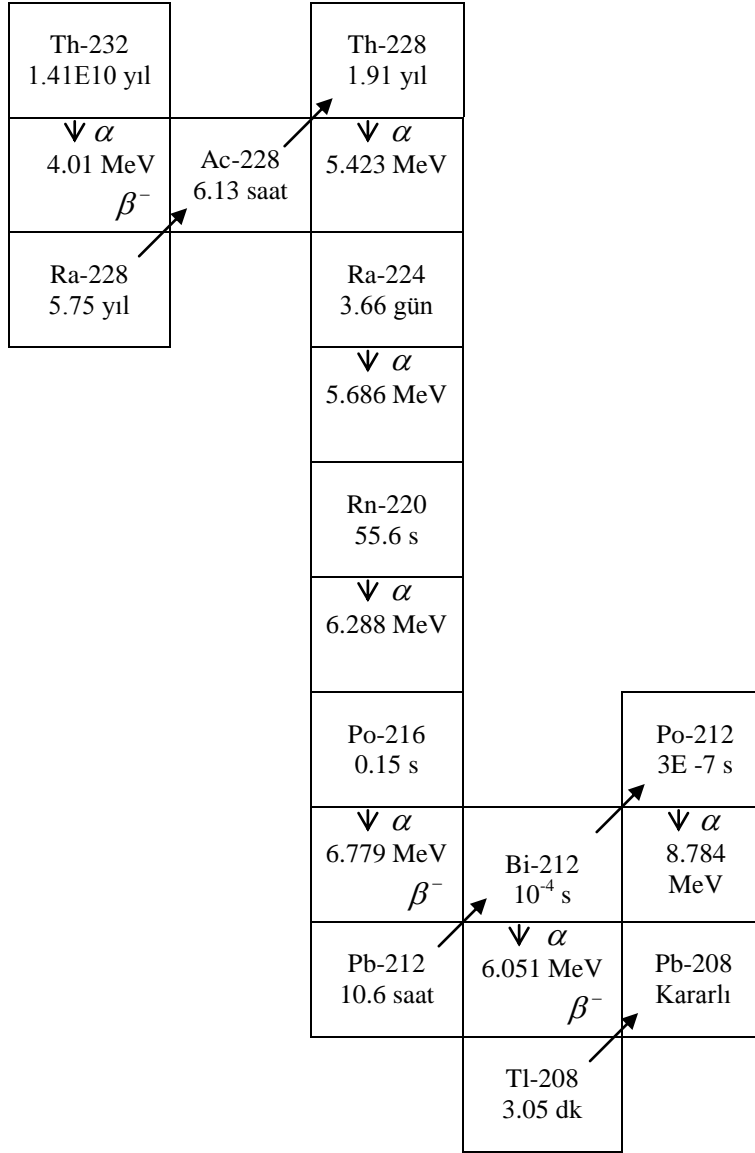 Th-232
1.41E10 yıl
Th-228
1.91 yıl
α
4.01 MeV
β⁻
Ac-228
6.13 saat
α
5.423 MeV
Ra-228
5.75 yıl
Ra-224
3.66 gün
α
5.686 MeV
Rn-220
55.6 s
α
6.288 MeV
Po-216
0.15 s
Po-212
3E -7 s
α
6.779 MeV
β⁻
Bi-212
10⁻⁴ s
α
8.784
MeV
Pb-212
10.6 saat
α
6.051 MeV
β⁻
Pb-208
Kararlı
Tl-208
3.05 dk